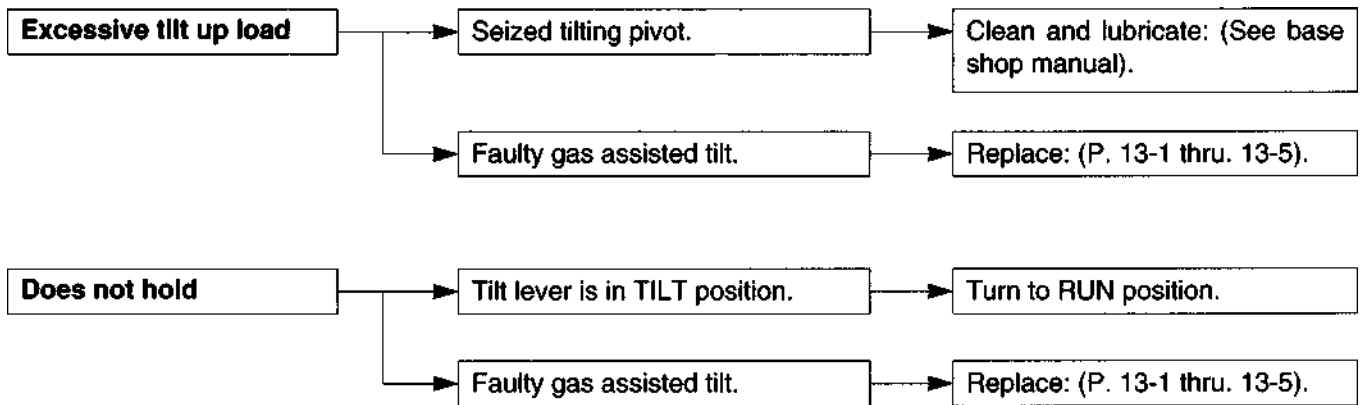 Excessive tilt up load
Seized tilting pivot.
Clean and lubricate: (See base
shop manual).
Faulty gas assisted tilt.
Replace: (P. 13-1 thru. 13-5).
Does not hold
Tilt lever is in TILT position.
Turn to RUN position.
Faulty gas assisted tilt.
Replace: (P. 13-1 thru. 13-5).